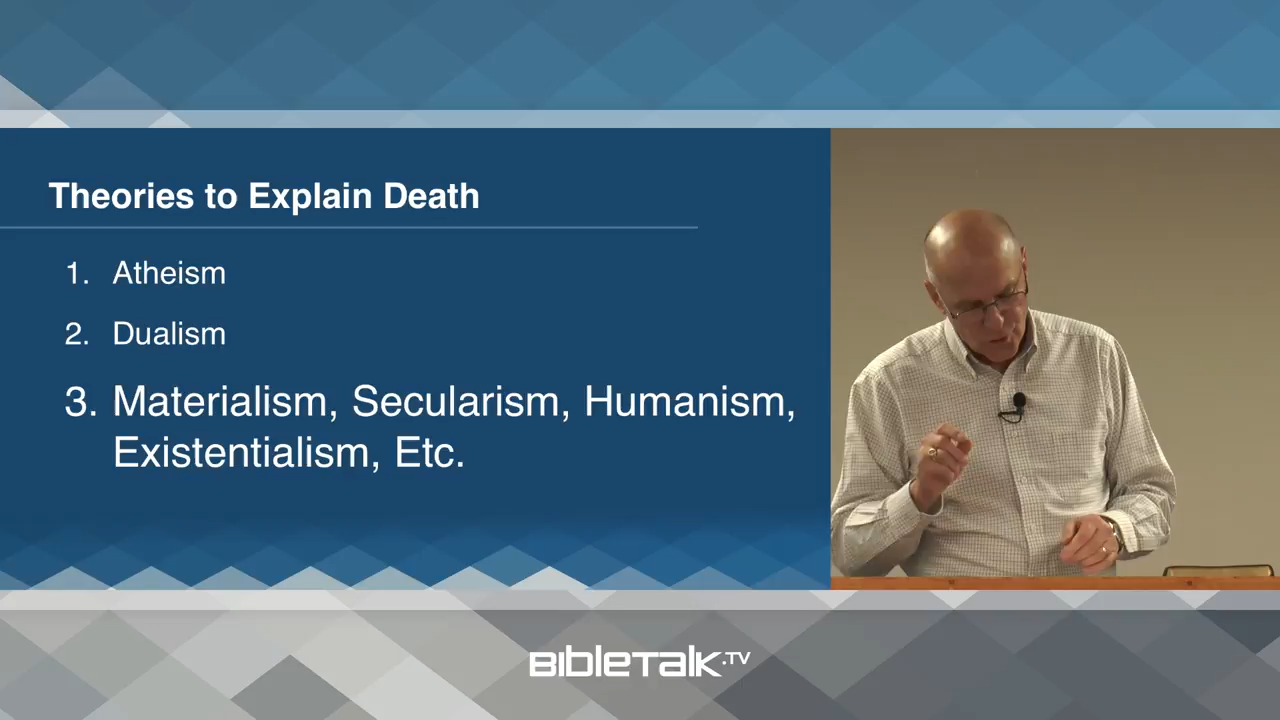 Theories to Explain Death
1. Atheism
2. Dualism
3. Materialism, Secularism, Humanism,
Existentialism, Etc.
BIBLETALK.TV